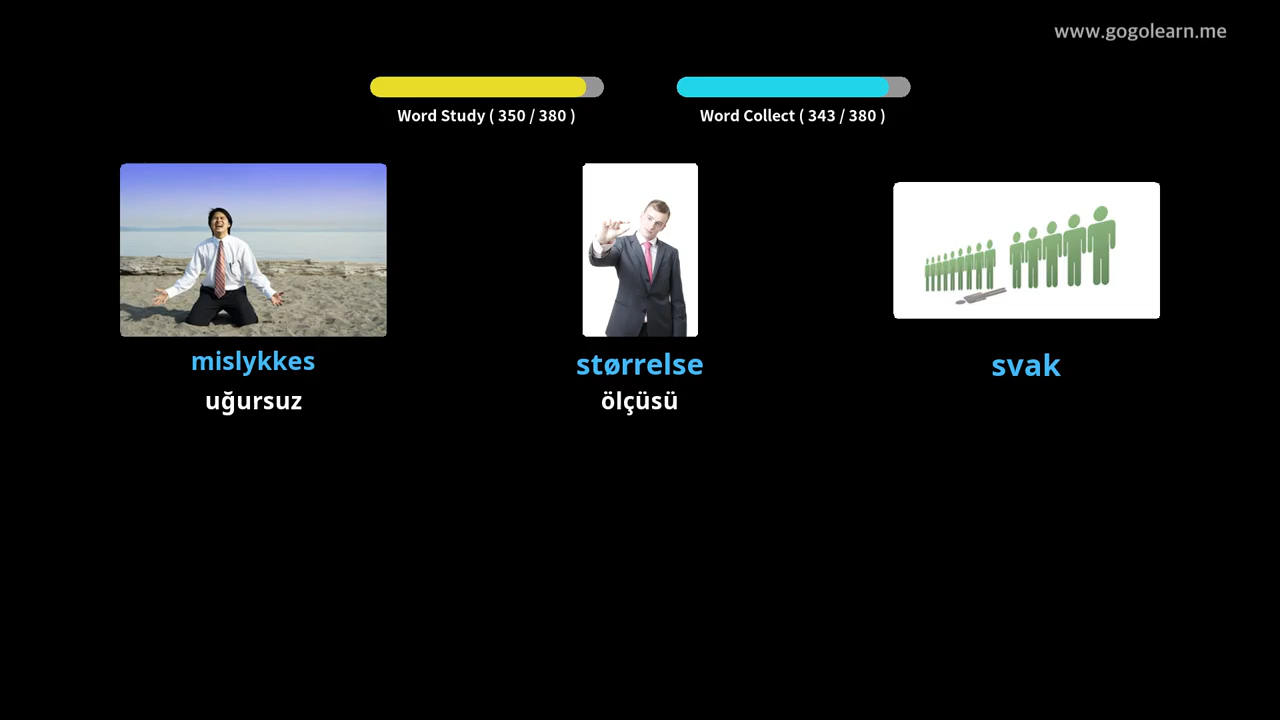 www.gogolearn.me
Word Study ( 350 / 380 )
Word Collect ( 343 / 380 )
mislykkes
størrelse
svak
uğursuz
ölçüsü